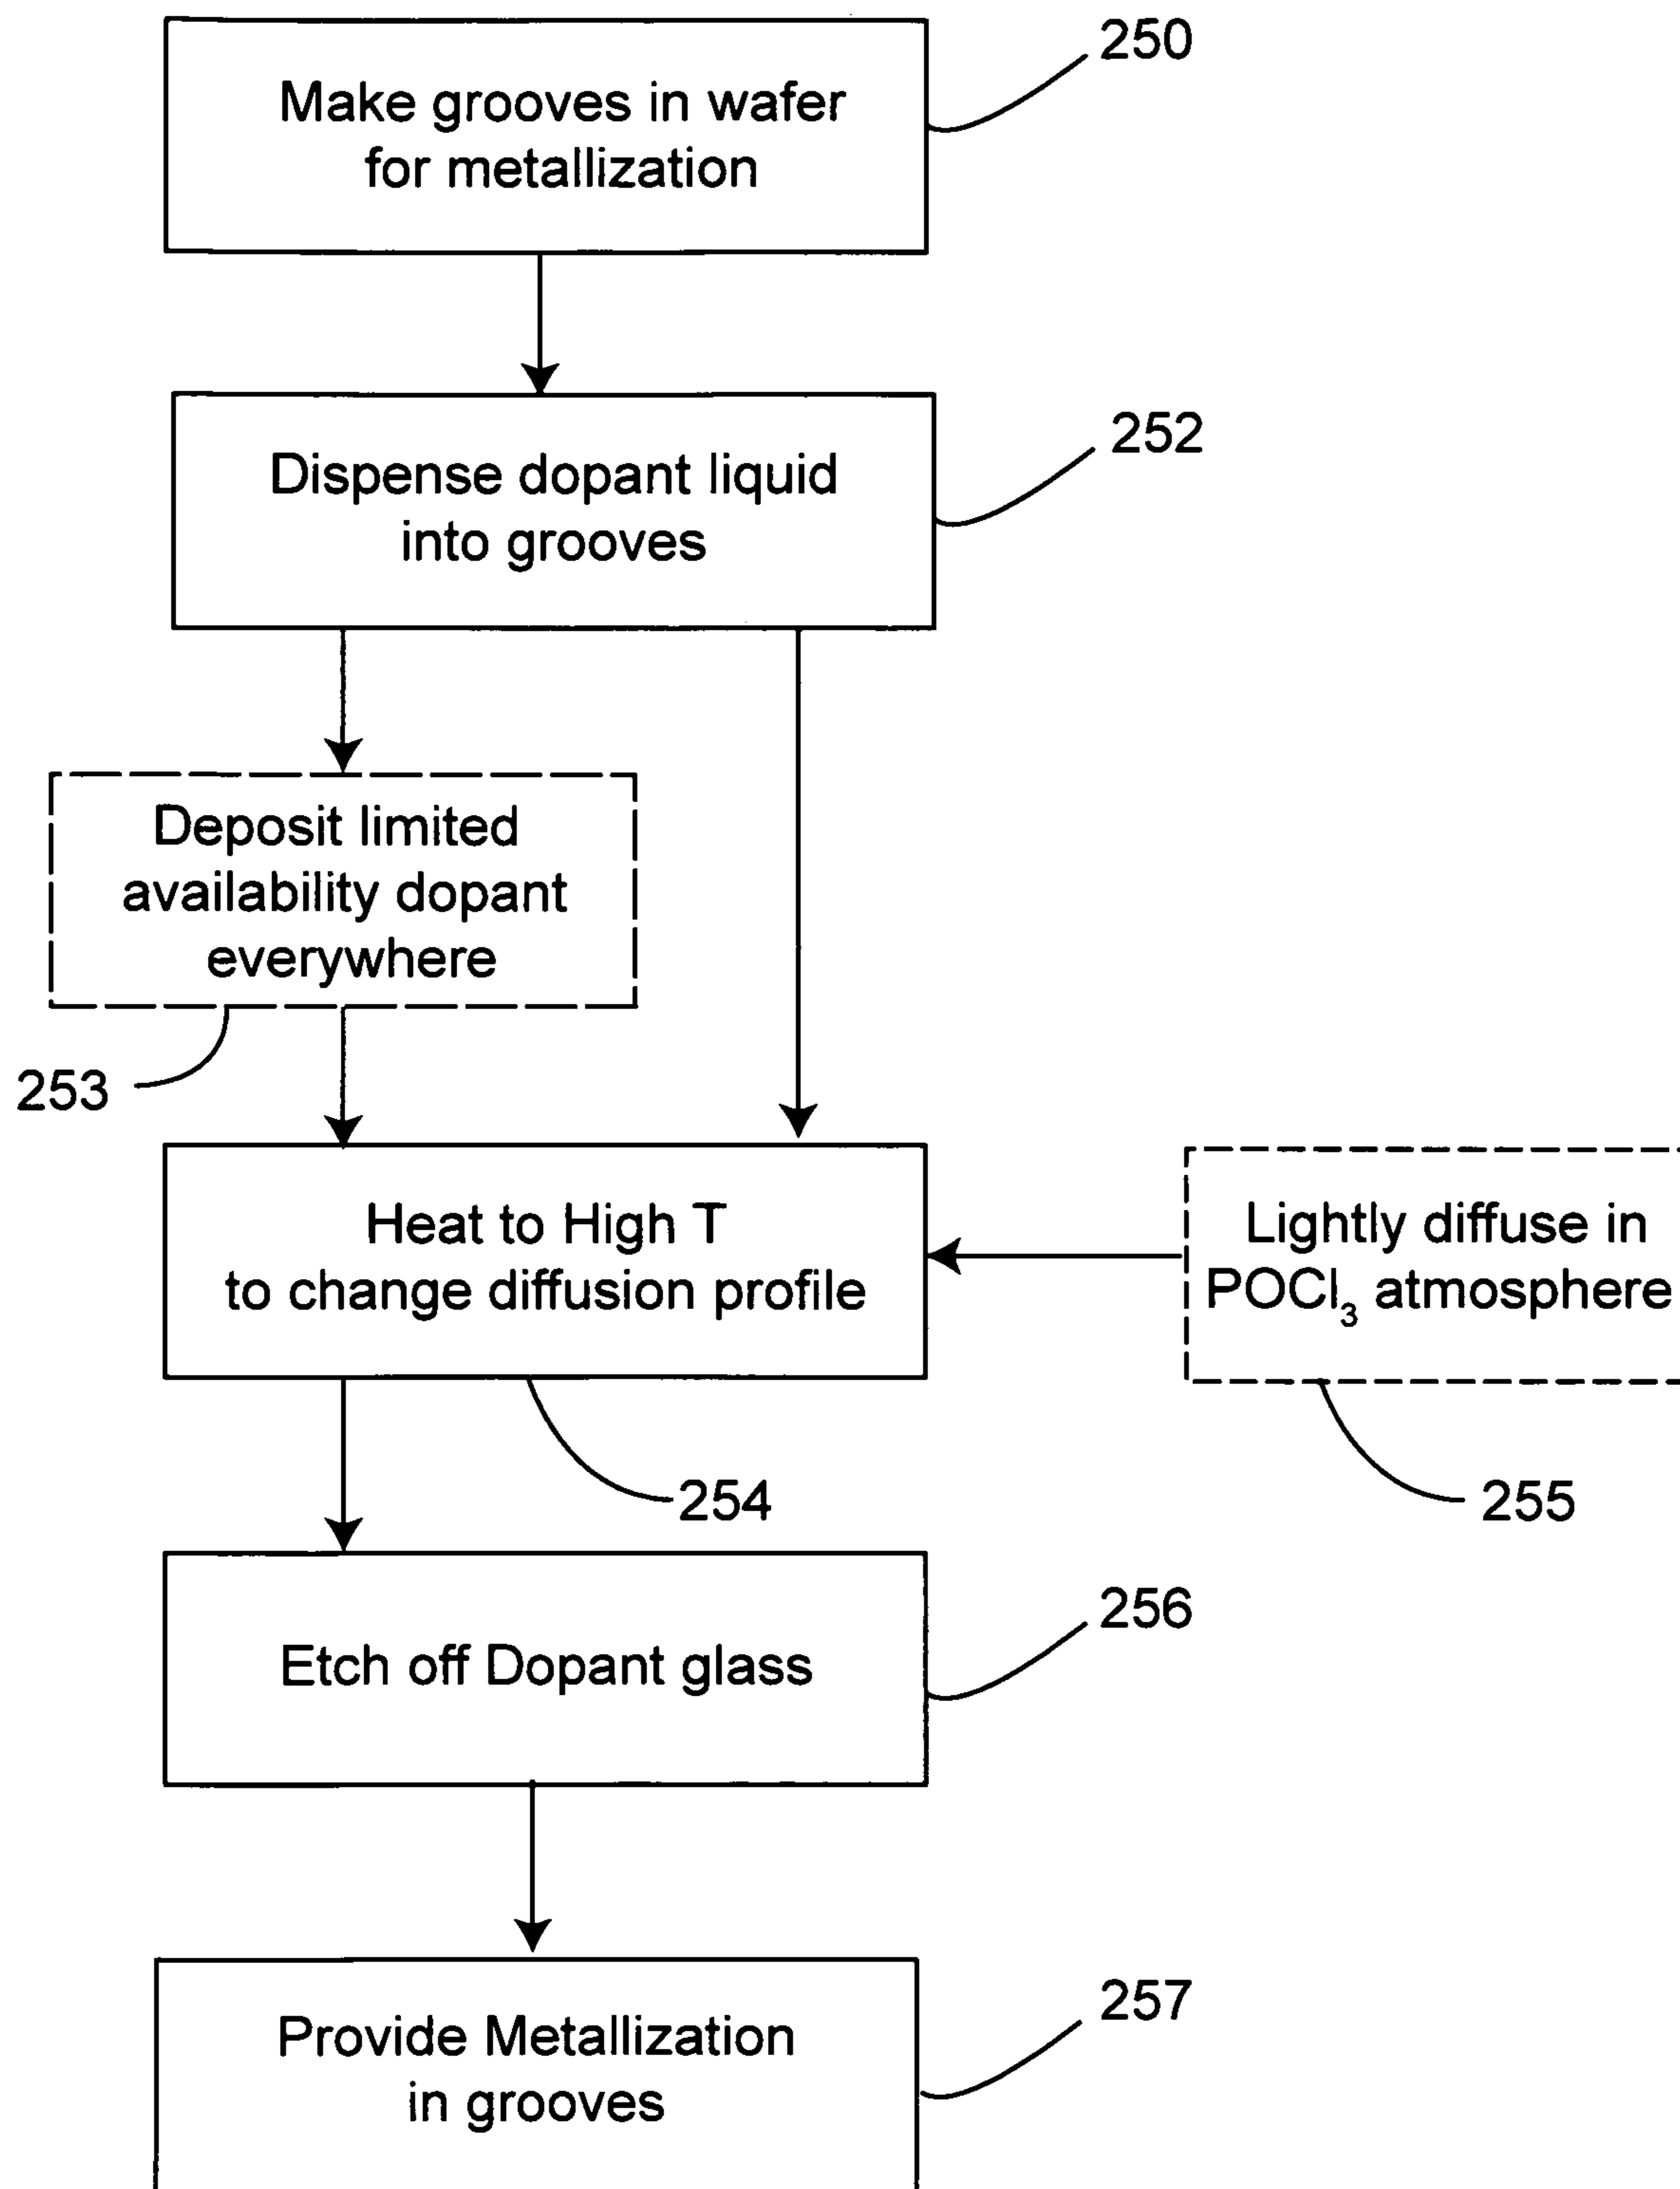 250
Make grooves in wafer
for metallization
252
Dispense dopant liquid
into grooves
Deposit limited
availability dopant
everywhere
253
Heat to High T
to change diffusion profile
Lightly diffuse in
POCl₃ atmosphere
254
255
256
Etch off Dopant glass
257
Provide Metallization
in grooves